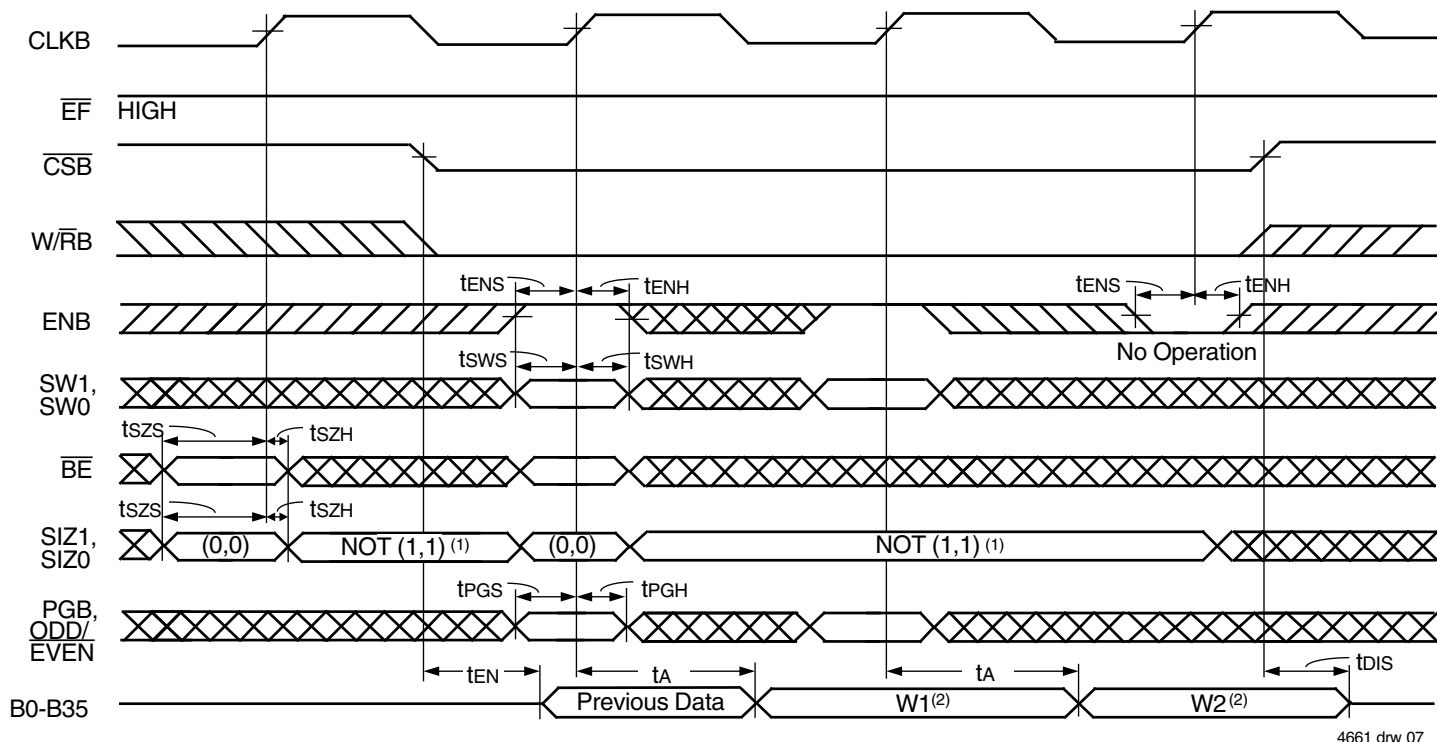 CLKB
EF HIGH
CSB
W/RB
tENS tENH tENS tENH
ENB
No Operation
tSWS tSWH
SW1,
SW0
tSZS tSZH
BE
tSZS tSZH
SIZ1,
SIZ0
(0,0) NOT (1,1) (1) (0,0) NOT (1,1) (1)
tPGS tPGH
PGB,
ODD/
EVEN
tEN tA tA tDIS
B0-B35 Previous Data W1(2) W2(2)
4661 drw 07